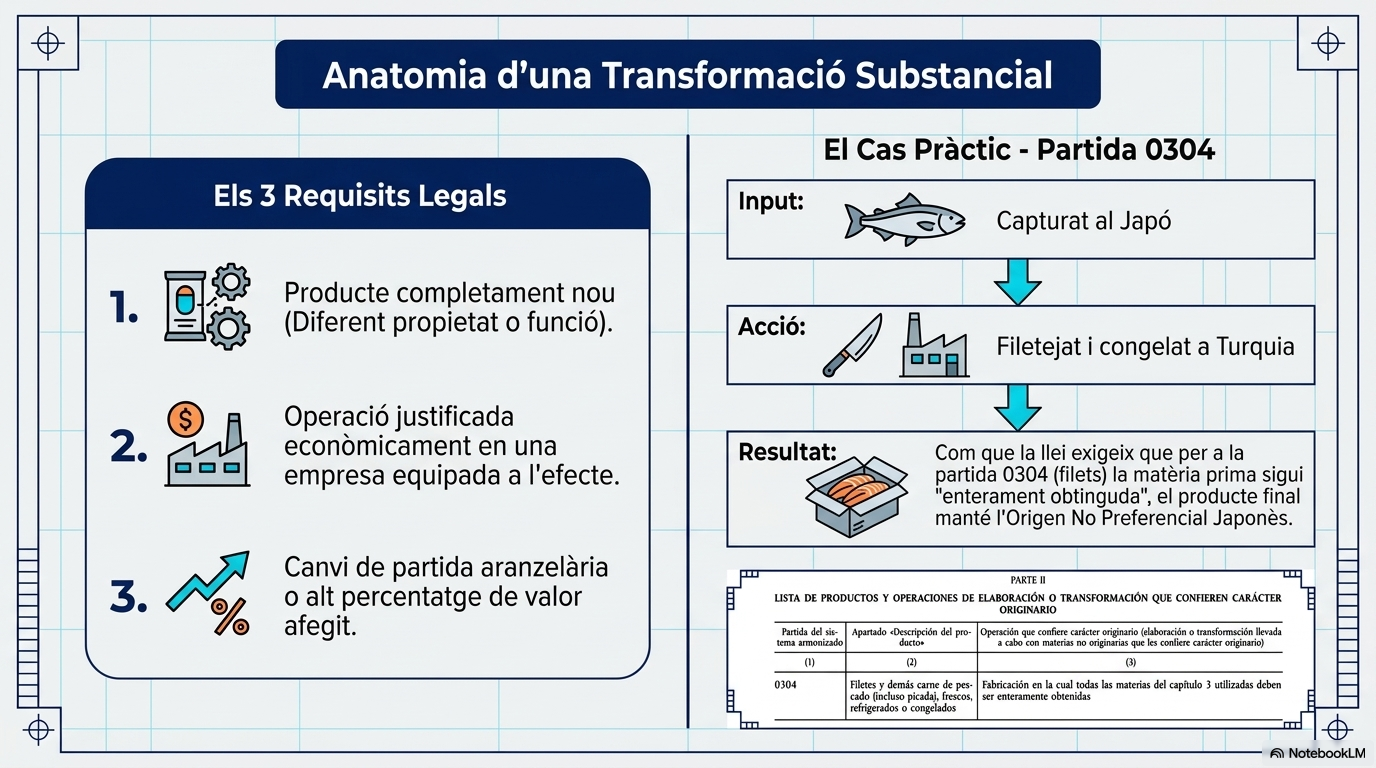 Anatomia d'una Transformació Substancial
Els 3 Requisits Legals
1.
Producte completament nou
(Diferent propietat o funció).
2.
Operació justificada
econòmicament en una
empresa equipada a l'efecte.
3.
Canvi de partida aranzelària
o alt percentatge de valor
afegit.
El Cas Pràctic - Partida 0304
Input:
Capturat al Japó
Acció:
Filetejat i congelat a Turquia
Resultat:
Com que la llei exigeix que per a la
partida 0304 (filets) la matèria prima sigui
"enterament obtinguda", el producte final
manté l'Origen No Preferencial Japonès.
PARTE II
LISTA DE PRODUCTOS Y OPERACIONES DE ELABORACIÓN O TRANSFORMACIÓN QUE CONFIEREN CARÁCTER
ORIGINARIO
Partida del sis-
tema armonizado
Apartado «Descripción del pro-
ducto»
Operación que confiere carácter originario (elaboración o transformsción llevada
a cabo con materias no originarias que les confiere carácter originario)
(1)
(2)
(3)
0304
Filetes y demás carne de pes-
cado (incluso picadaj, frescos,
refrigerados o congelados
Fabricación en la cual todas las materias del capítulo 3 utilizadas deben
ser enteramente obtenidas
NotebookLM